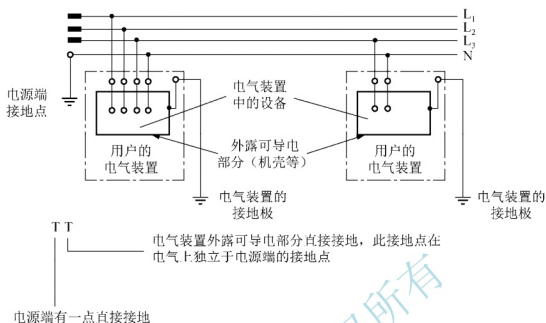 L₁
L₂
L₃
N
电源端
接地点
电气装置
中的设备
外露可导电
部分（机壳等）
用户的
电气装置
用户的
电气装置
电气装置的
接地极
电气装置的
接地极
T T
电气装置外露可导电部分直接接地，此接地点在
电气上独立于电源端的接地点
电源端有一点直接接地
所有